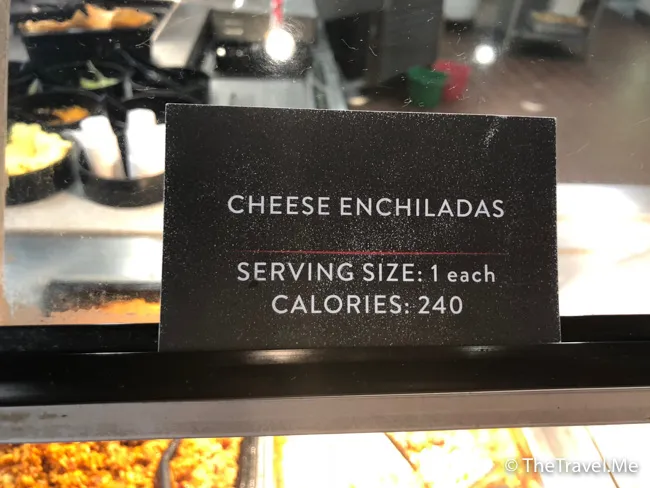 CHEESE ENCHILADAS
SERVING SIZE: 1 each
CALORIES: 240
© TheTravel.Me